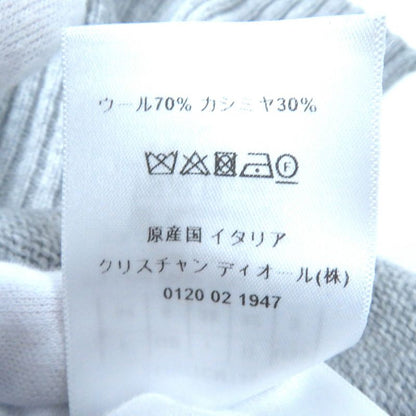 ウール70% カシミヤ30%
F
原産国 イタリア
クリスチャン ディオール(株)
0120 02 1947